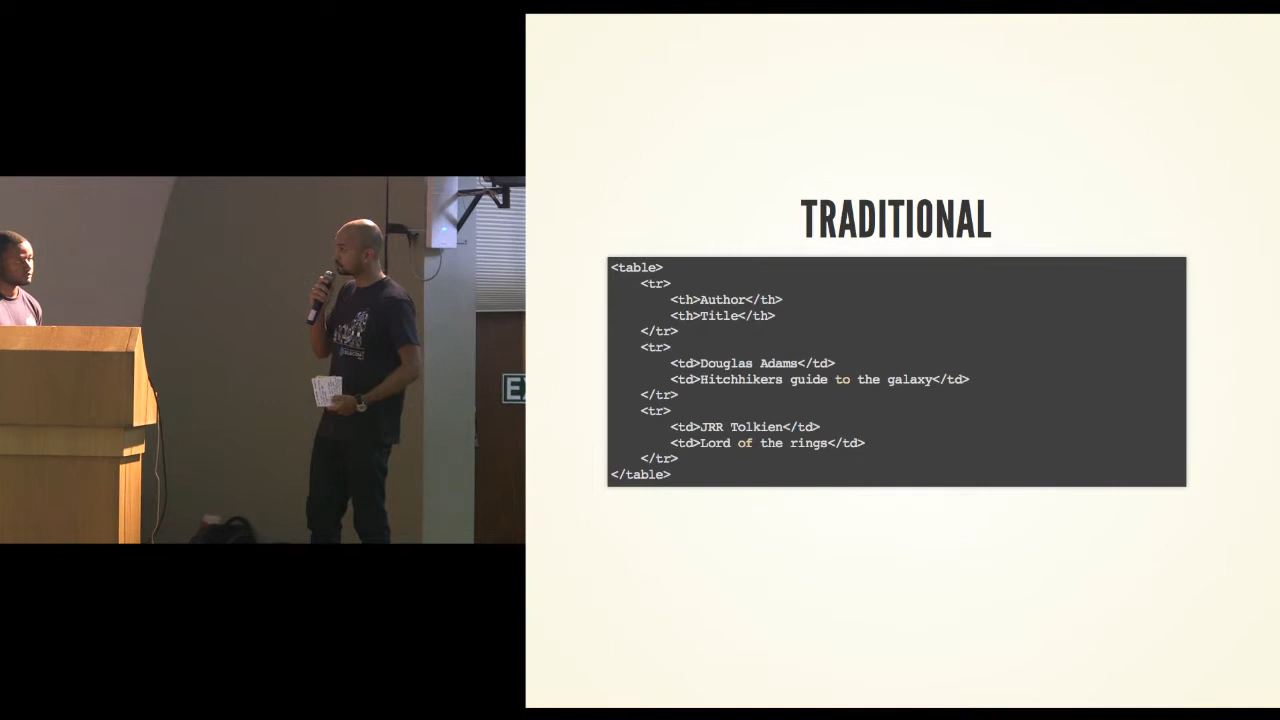 EX
TRADITIONAL
<table>
<tr>
<th>Author</th>
<th>Title</th>
</tr>
<tr>
<td>Douglas Adams</td>
<td>Hitchhikers guide to the galaxy</td>
</tr>
<tr>
<td>JRR Tolkien</td>
<td>Lord of the rings</td>
</tr>
</table>